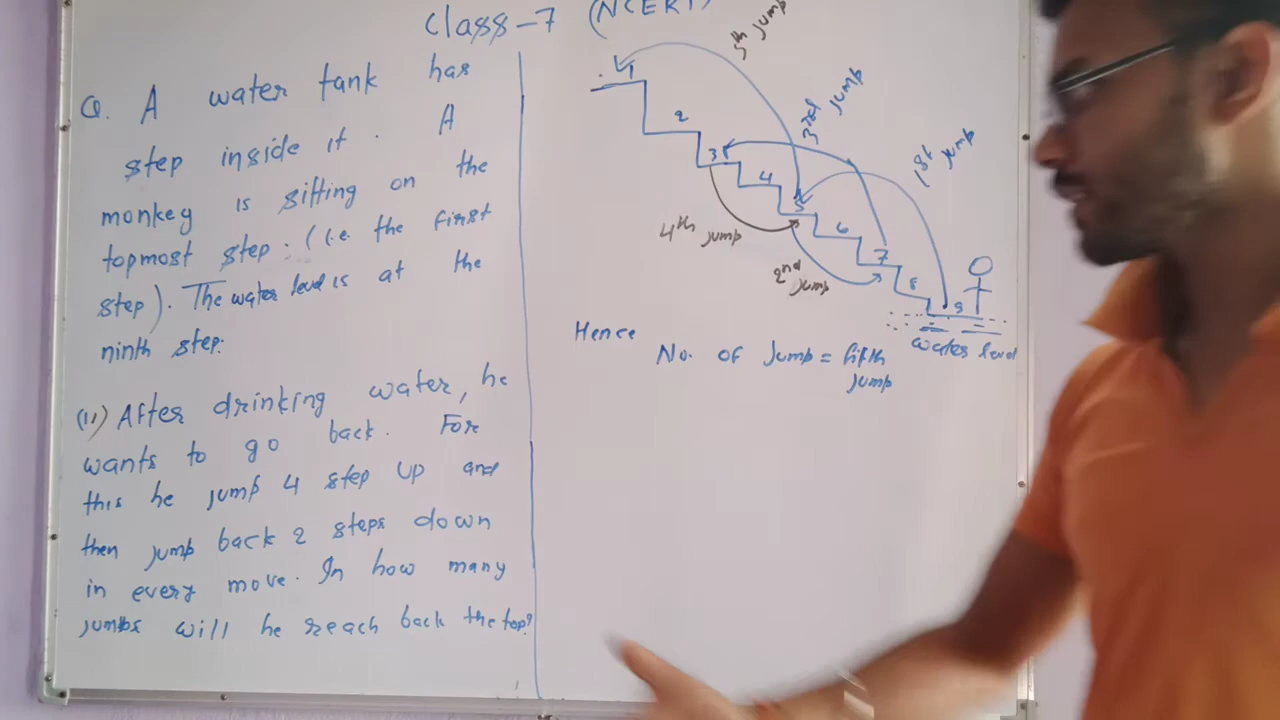 Class-7 (NCERT)
Q. A water tank has
step inside it. A
monkey is sitting on the
topmost step. (i.e the first
step). The water level is at the
ninth step.
(ii) After drinking water, he
wants to go back. For
this he jump 4 step up and
then jump back 2 steps down
in every move. In how many
jumps will he reach back the top?
5th jump
3rd jump
1st jump
4th jump
2nd jump
1
2
3
4
5
6
7
8
9
water level
Hence
No. of Jump = fifth
jump